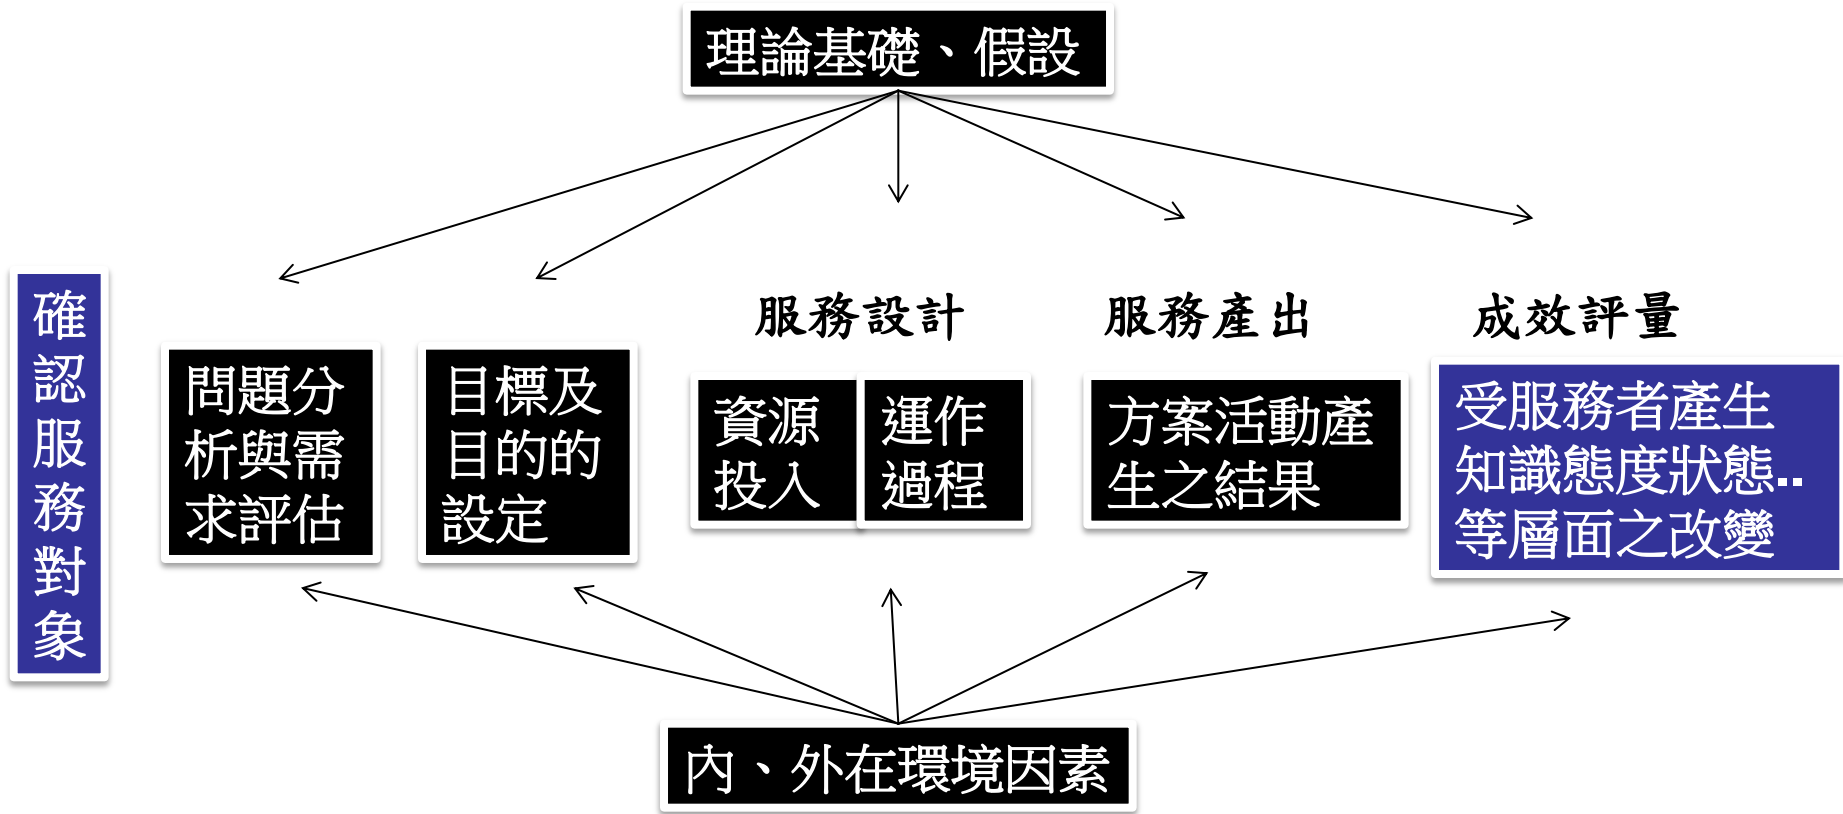 理論基礎、假設
確認服務對象
問題分
析與需
求評估
目標及
目的的
設定
服務設計
資源
投入
運作
過程
服務產出
方案活動產
生之結果
成效評量
受服務者產生
知識態度狀態..
等層面之改變
內、外在環境因素